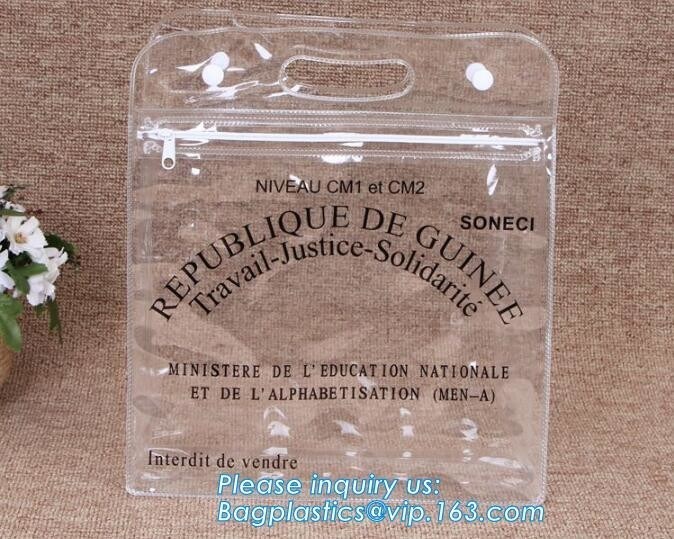 NIVEAU CM1 et CM2
SONECI
REPUBLIQUE DE GUINEE
Travail-Justice-Solidarité
MINISTERE DE L'EDUCATION NATIONALE
ET DE L'ALPHABETISATION (MEN-A)
Interdit de vendre
Please inquiry us:
Bagplastics@vip.163.com